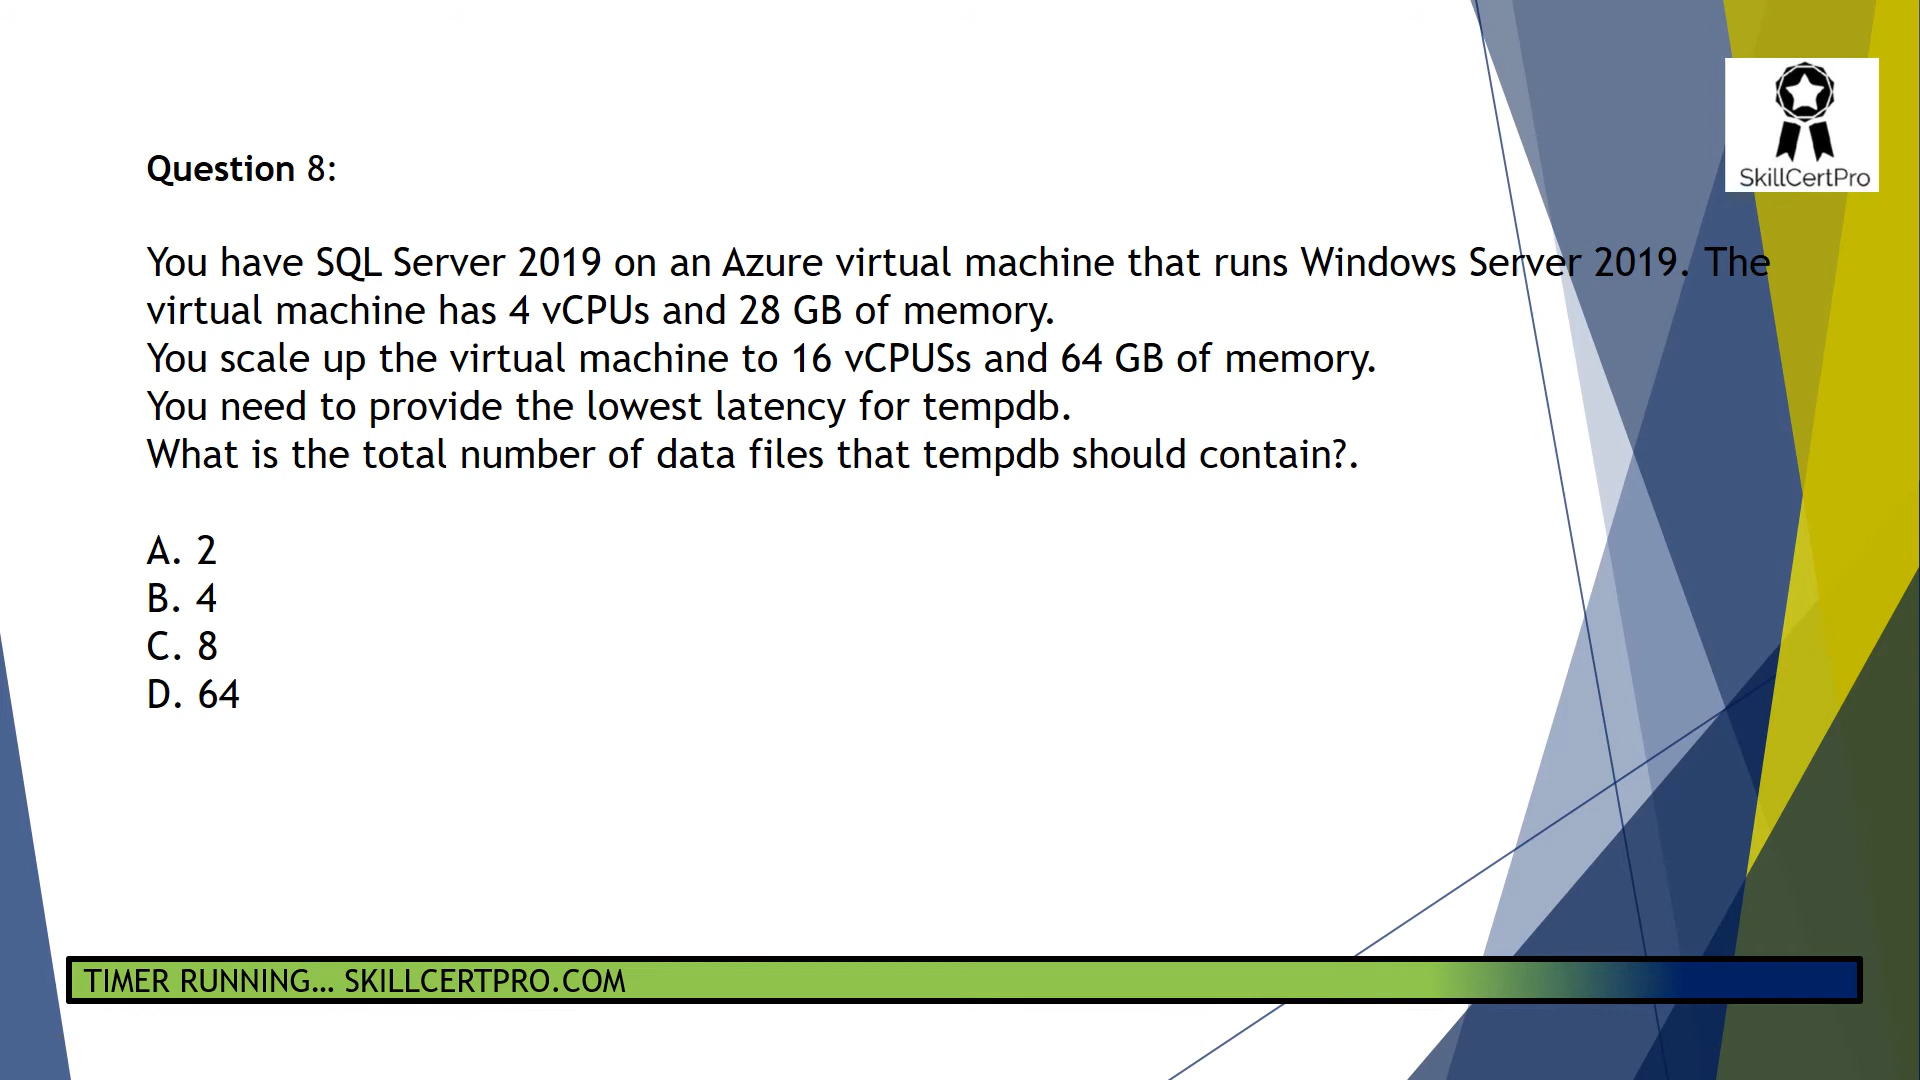 SkillCertPro
Question 8:
You have SQL Server 2019 on an Azure virtual machine that runs Windows Server 2019. The
virtual machine has 4 vCPUs and 28 GB of memory.
You scale up the virtual machine to 16 vCPUSs and 64 GB of memory.
You need to provide the lowest latency for tempdb.
What is the total number of data files that tempdb should contain?.
A. 2
B. 4
C. 8
D. 64
TIMER RUNNING… SKILLCERTPRO.COM